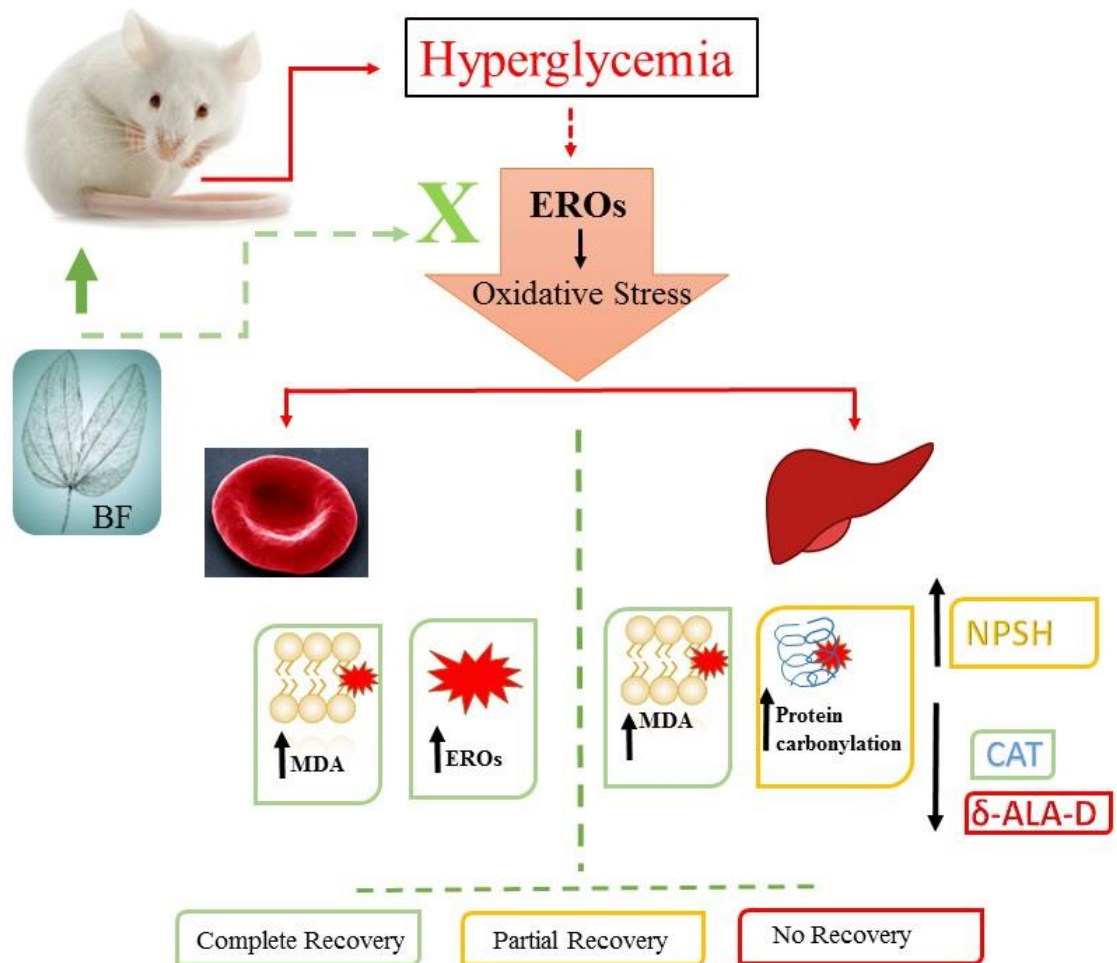 Hyperglycemia
X
EROs
Oxidative Stress
BF
MDA
EROs
MDA
Protein
carbonylation
NPSH
CAT
δ-ALA-D
Complete Recovery
Partial Recovery
No Recovery